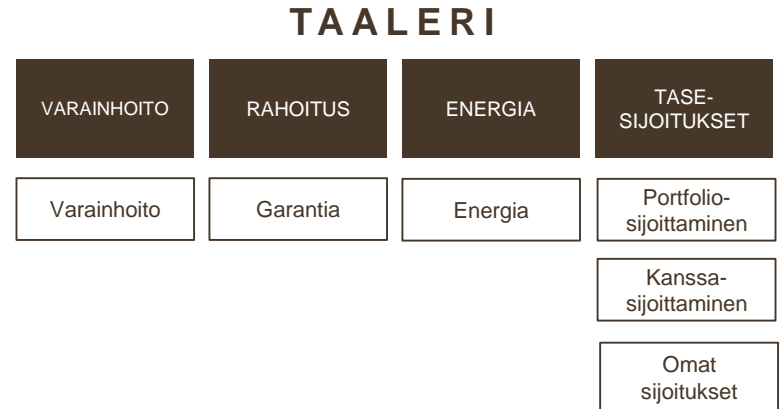 TAALERI
VARAINHOITO
RAHOITUS
ENERGIA
TASE-
SIJOITUKSET
Varainhoito
Garantia
Energia
Portfolio-
sijoittaminen
Kanssa-
sijoittaminen
Omat
sijoitukset